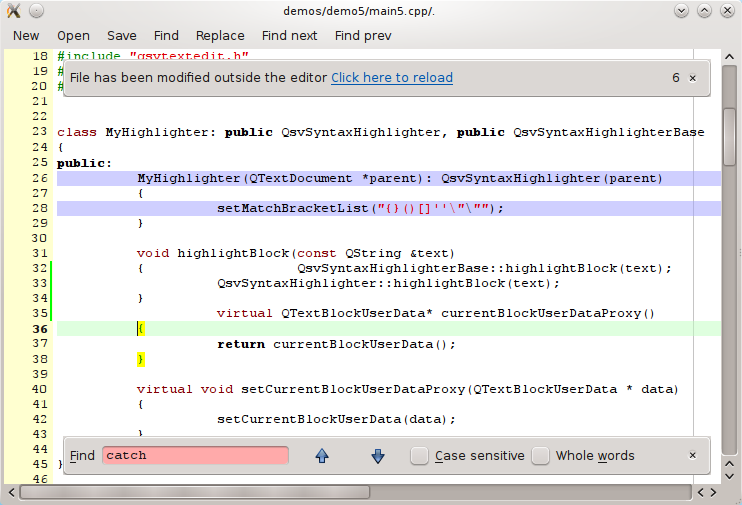 demos/demo5/main5.cpp/.
New Open Save Find Replace Find next Find prev
18 #include "qsvtextedit.h"
File has been modified outside the editor Click here to reload 6 ×
19 #
20 #
21
22
23 class MyHighlighter: public QsvSyntaxHighlighter, public QsvSyntaxHighlighterBase
24 {
25 public:
26 MyHighlighter(QTextDocument *parent): QsvSyntaxHighlighter(parent)
27 {
28 setMatchBracketList("{}()[]''\"\"");
29 }
30
31 void highlightBlock(const QString &text)
32 { QsvSyntaxHighlighterBase::highlightBlock(text);
33 QsvSyntaxHighlighter::highlightBlock(text);
34 }
35 virtual QTextBlockUserData* currentBlockUserDataProxy()
36 {
37 return currentBlockUserData();
38 }
39
40 virtual void setCurrentBlockUserDataProxy(QTextBlockUserData * data)
41 {
42 setCurrentBlockUserData(data);
43 }
44
Find catch Case sensitive Whole words ×
45 }
46